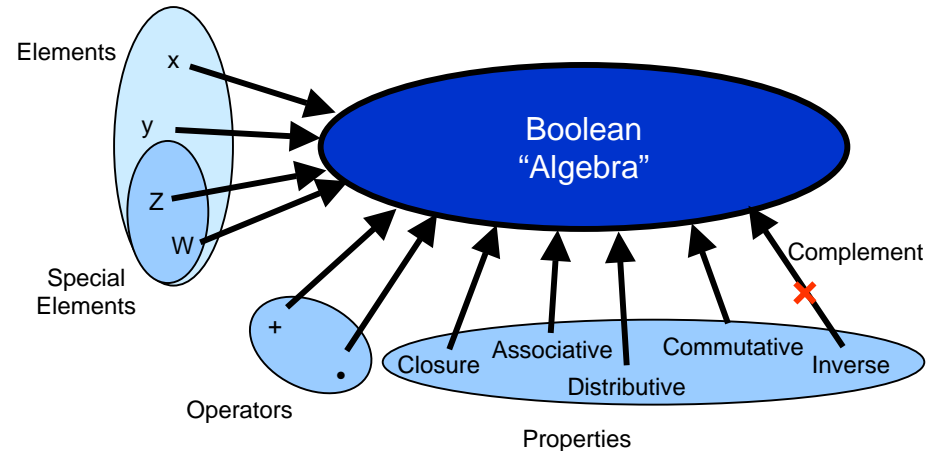 Elements
x
y
Z
W
Special
Elements
Boolean
“Algebra”
Complement
+
•
Operators
Closure
Associative
Distributive
Commutative
Inverse
Properties